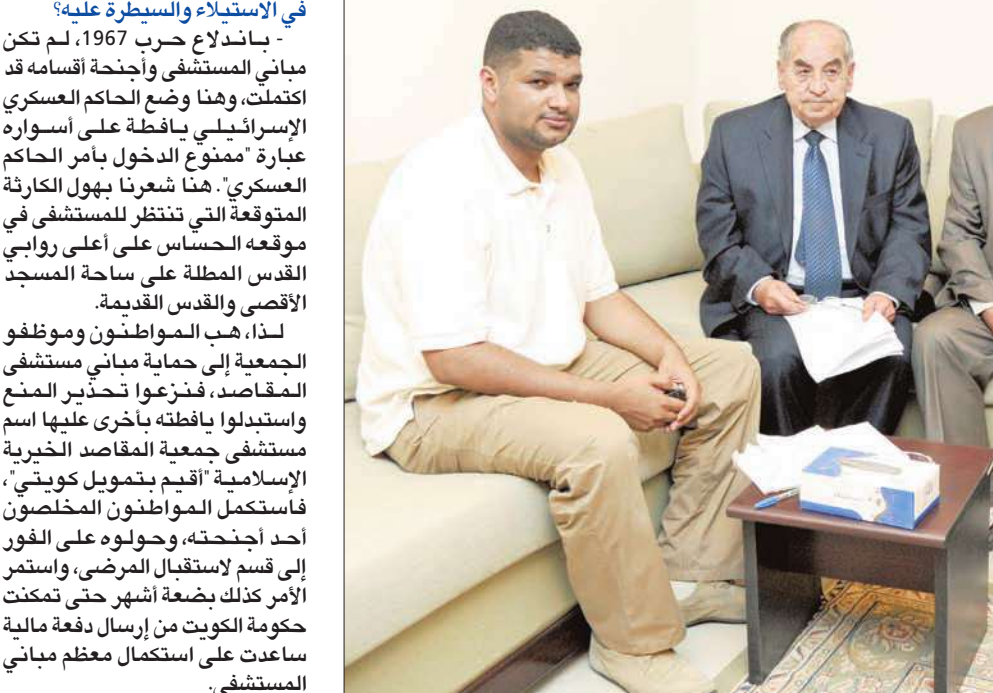 في الاستيلاء والسيطرة عليه؟
- باندلاع حرب 1967، لم تكن
مباني المستشفى وأجنحة أقسامه قد
اكتملت، وهنا وضع الحاكم العسكري
الإسرائيلي يافطة على أسواره
عبارة "ممنوع الدخول بأمر الحاكم
العسكري". هنا شعرنا بهول الكارثة
المتوقعة التي تنتظر للمستشفى في
موقعه الحساس على أعلى روابي
القدس المطلة على ساحة المسجد
الأقصى والقدس القديمة.
لذا، هب المواطنون وموظفو
الجمعية إلى حماية مباني مستشفى
المقاصد، فنزعوا تحذير المنع
واستبدلوا يافطته بأخرى عليها اسم
مستشفى جمعية المقاصد الخيرية
الإسلامية "أقيم بتمويل كويتي"،
فاستكمل المواطنون المخلصون
أحد أجنحته، وحولوه على الفور
إلى قسم لاستقبال المرضى، واستمر
الأمر كذلك بضعة أشهر حتى تمكنت
حكومة الكويت من إرسال دفعة مالية
ساعدت على استكمال معظم مباني
المستشفى.